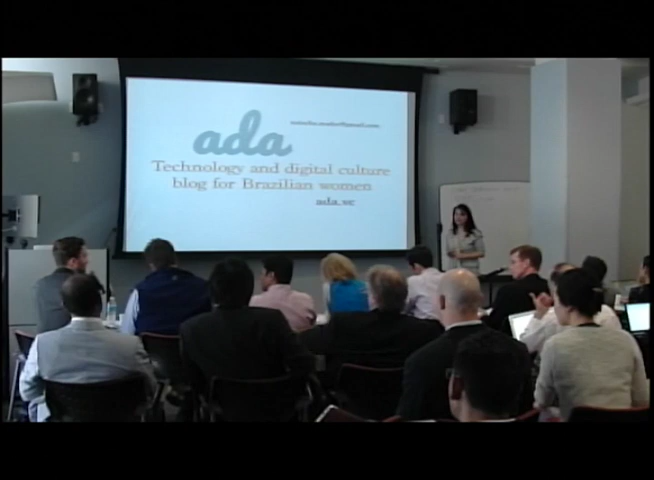 ada
Technology and digital culture
blog for Brazilian women
ada.vc